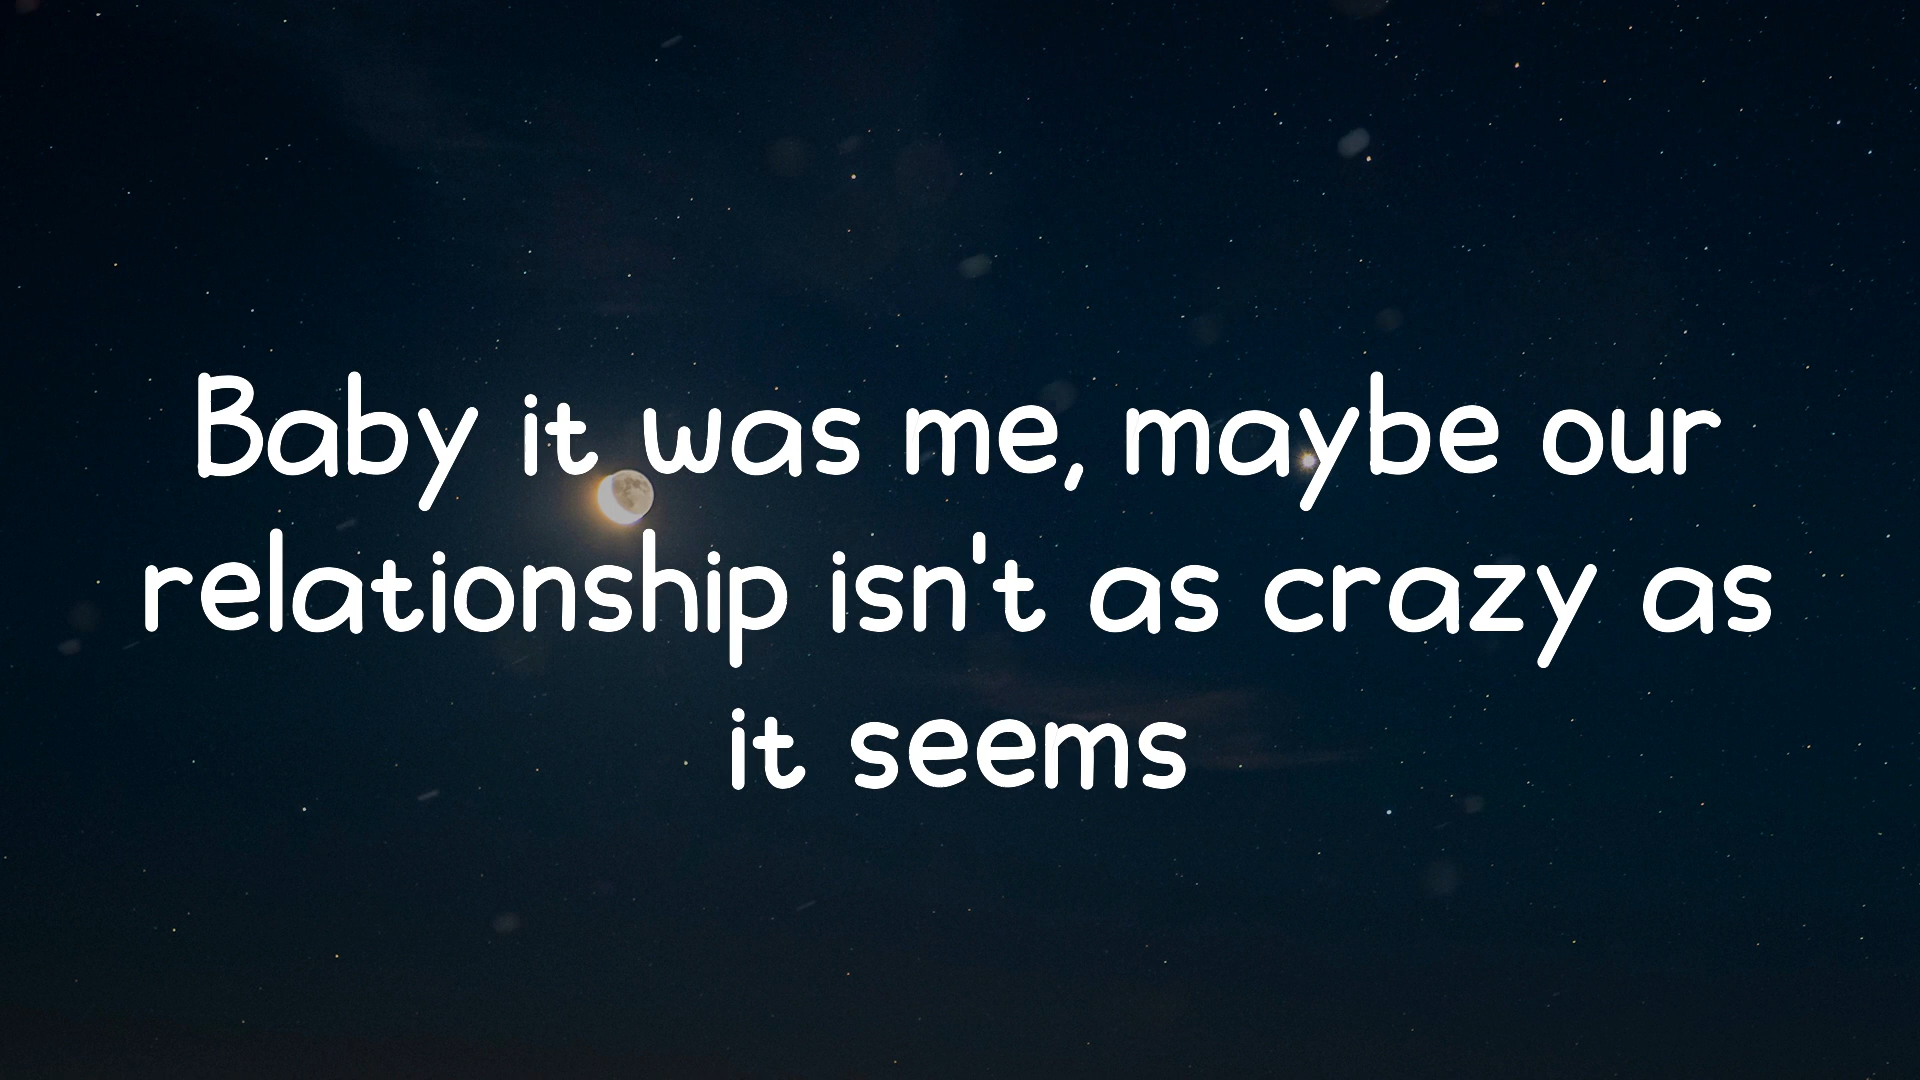 Baby it was me, maybe our
relationship isn't as crazy as
it seems